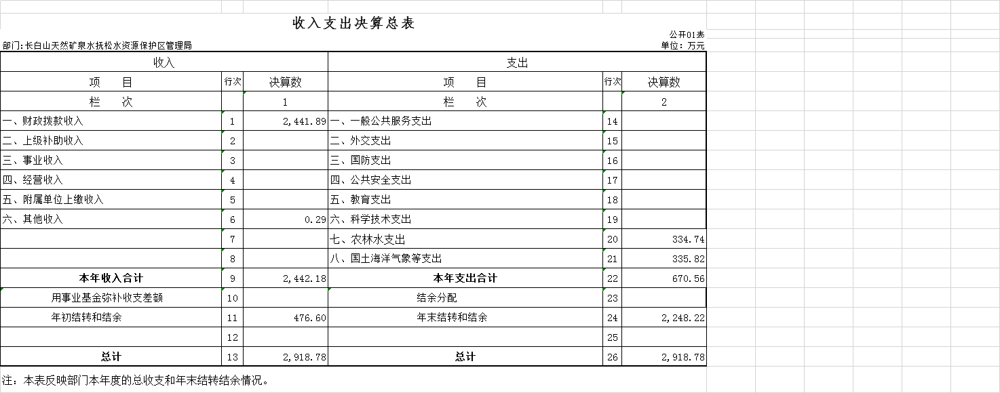 收入支出决算总表
公开01表
部门:长白山天然矿泉水抚松水资源保护区管理局 单位：万元
收入 支出
项 目 行次 决算数 项 目 行次 决算数
栏 次 1 栏 次 2
一、财政拨款收入 1 2,441.89 一、一般公共服务支出 14
二、上级补助收入 2 二、外交支出 15
三、事业收入 3 三、国防支出 16
四、经营收入 4 四、公共安全支出 17
五、附属单位上缴收入 5 五、教育支出 18
六、其他收入 6 0.29 六、科学技术支出 19
7 七、农林水支出 20 334.74
8 八、国土海洋气象等支出 21 335.82
本年收入合计 9 2,442.18 本年支出合计 22 670.56
用事业基金弥补收支差额 10 结余分配 23
年初结转和结余 11 476.60 年末结转和结余 24 2,248.22
12 25
总计 13 2,918.78 总计 26 2,918.78
注：本表反映部门本年度的总收支和年末结转结余情况。